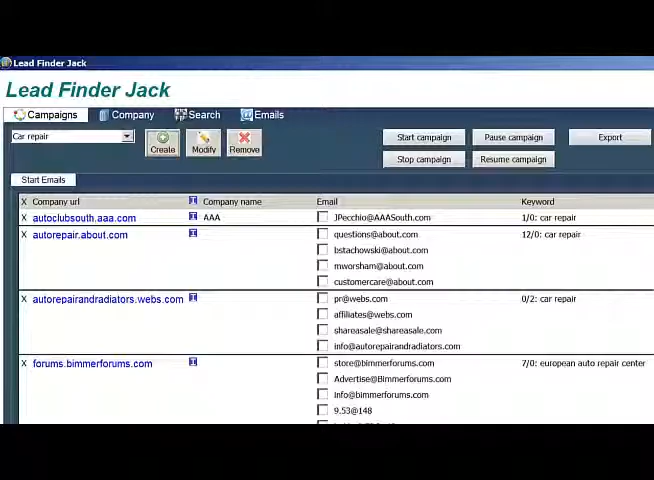 Lead Finder Jack
Lead Finder Jack
Campaigns Company Search Emails
Car repair Create Modify Remove Start campaign Pause campaign Export
Stop campaign Resume campaign
Start Emails
X Company url I Company name Email Keyword
X autoclubsouth.aaa.com I AAA JPecchio@AAASouth.com 1/0: car repair
X autorepair.about.com I questions@about.com 12/0: car repair
bstachowski@about.com
mworsham@about.com
customercare@about.com
X autorepairandradiators.webs.com I pr@webs.com 0/2: car repair
affiliates@webs.com
shareasale@shareasale.com
info@autorepairandradiators.com
X forums.bimmerforums.com I store@bimmerforums.com 7/0: european auto repair center
Advertise@Bimmerforums.com
Info@bimmerforums.com
9.53@148